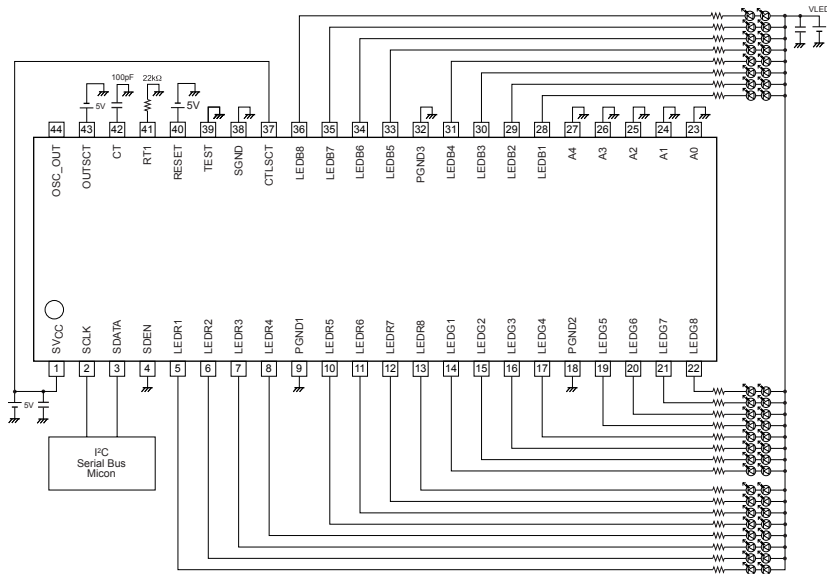 VLED
100pF 22kΩ
5V 5V
44 43 42 41 40 39 38 37 36 35 34 33 32 31 30 29 28 27 26 25 24 23
OSC_OUT OUTSCT CT RT1 RESET TEST SGND CTLSCT LEDB8 LEDB7 LEDB6 LEDB5 PGND3 LEDB4 LEDB3 LEDB2 LEDB1 A4 A3 A2 A1 A0
SVCC SCLK SDATA SDEN LEDR1 LEDR2 LEDR3 LEDR4 PGND1 LEDR5 LEDR6 LEDR7 LEDR8 LEDG1 LEDG2 LEDG3 LEDG4 PGND2 LEDG5 LEDG6 LEDG7 LEDG8
1 2 3 4 5 6 7 8 9 10 11 12 13 14 15 16 17 18 19 20 21 22
5V
I²C
Serial Bus
Micon